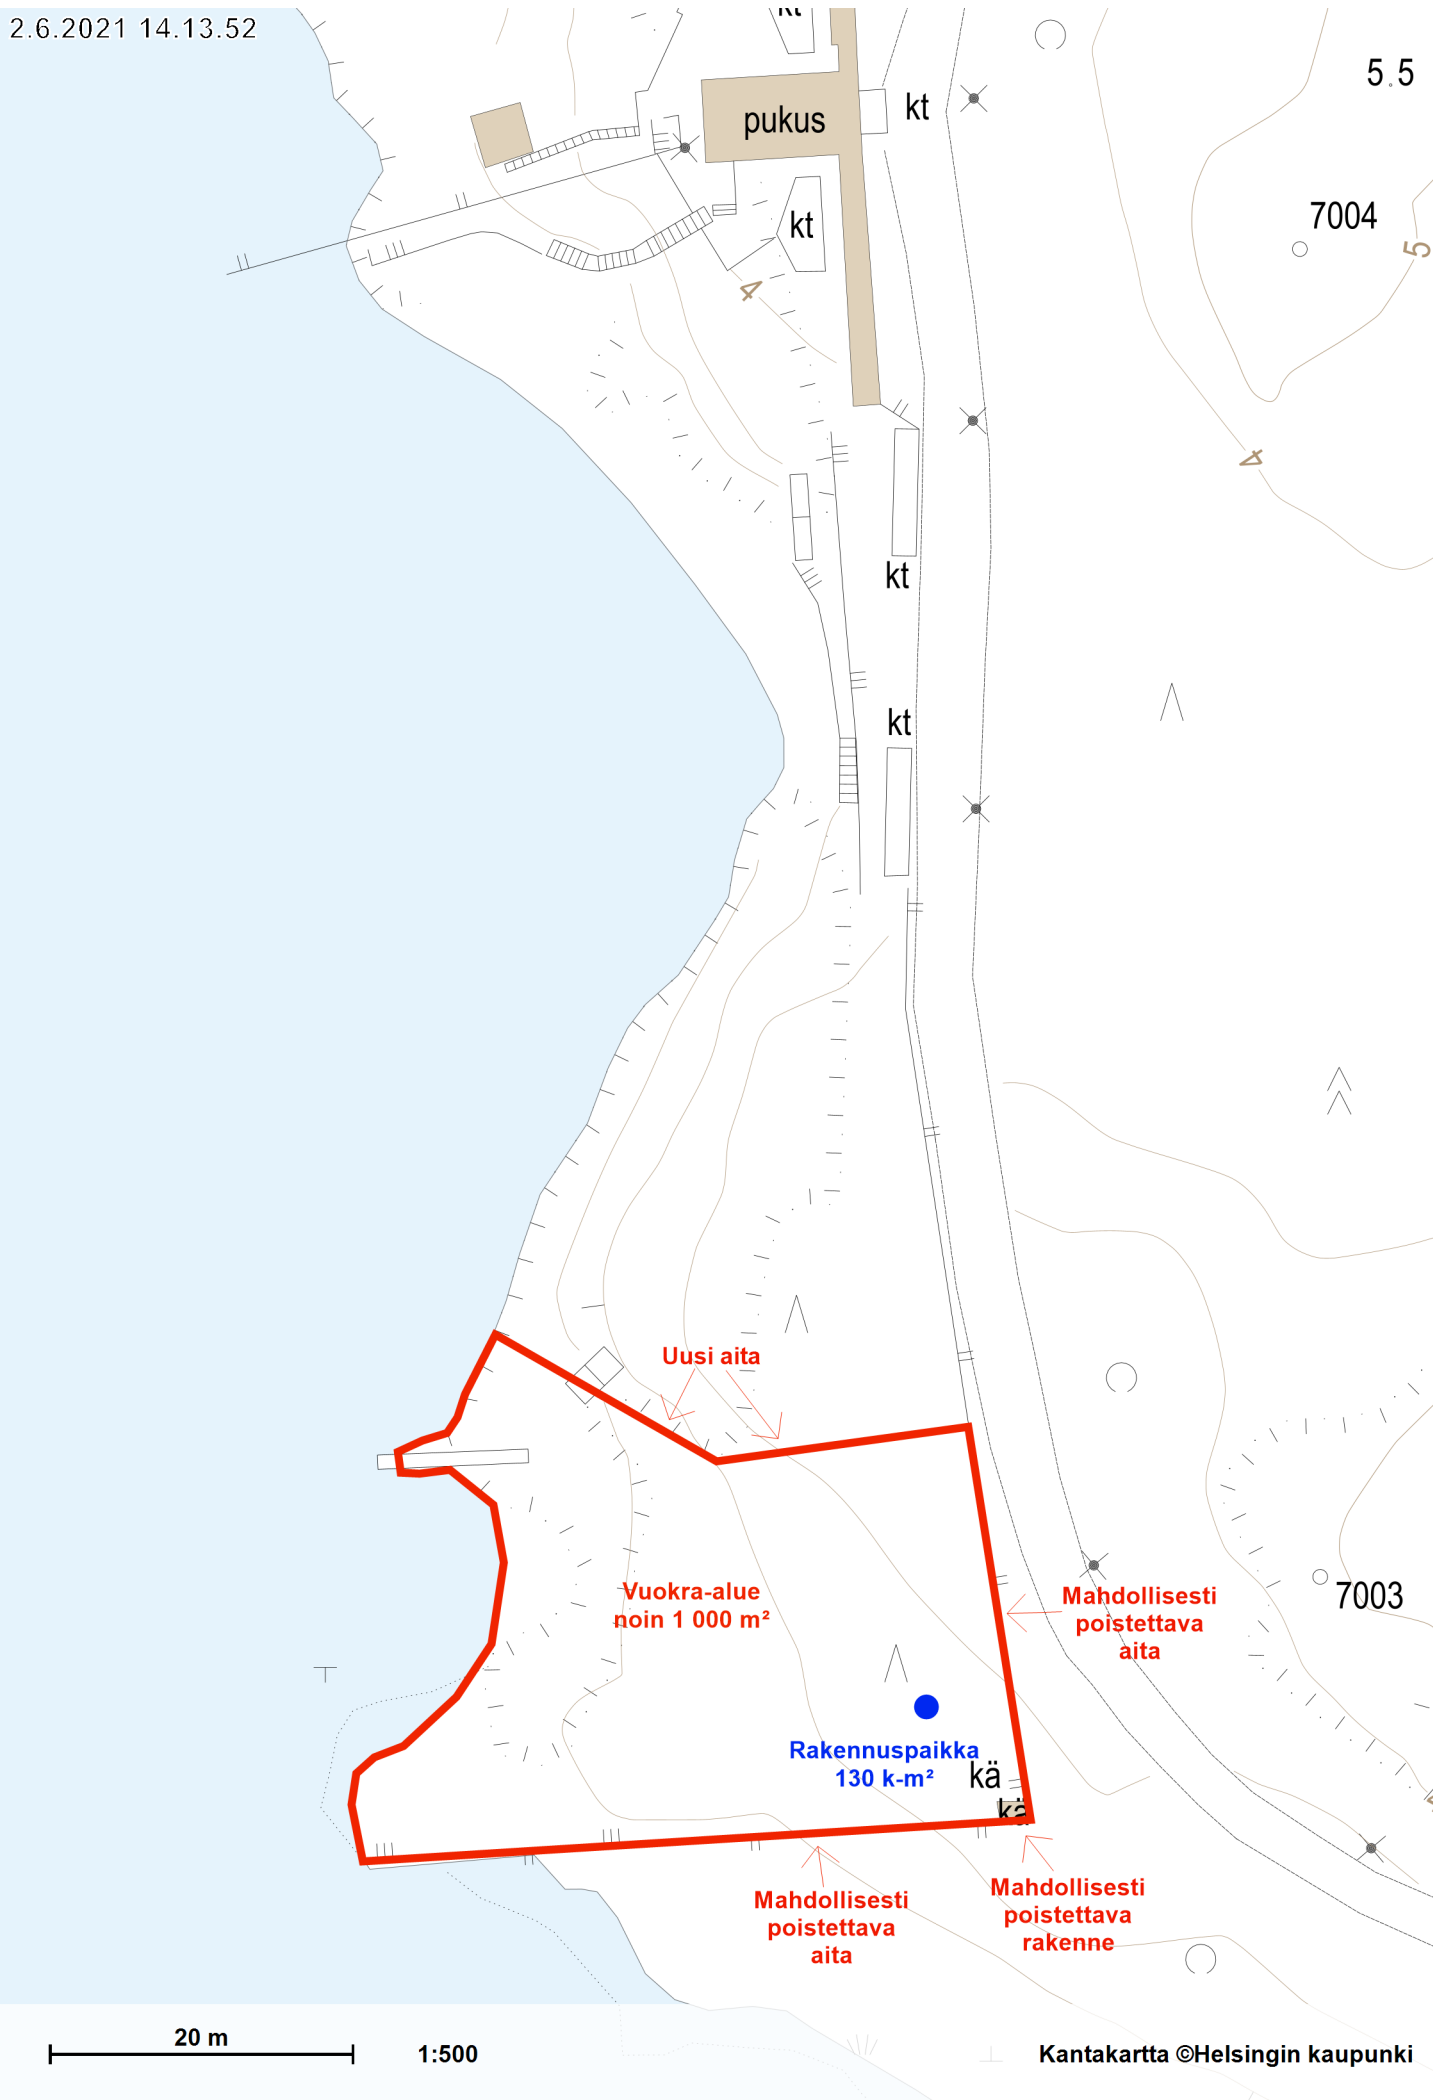 2.6.2021 14.13.52
kt
5.5
pukus
kt
7004
kt
5
4
4
kt
kt
Uusi aita
Vuokra-alue
noin 1 000 m²
Mahdollisesti
poistettava
aita
7003
Rakennuspaikka
130 k-m²
kä
kä
Mahdollisesti
poistettava
aita
Mahdollisesti
poistettava
rakenne
20 m
1:500
Kantakartta ©Helsingin kaupunki